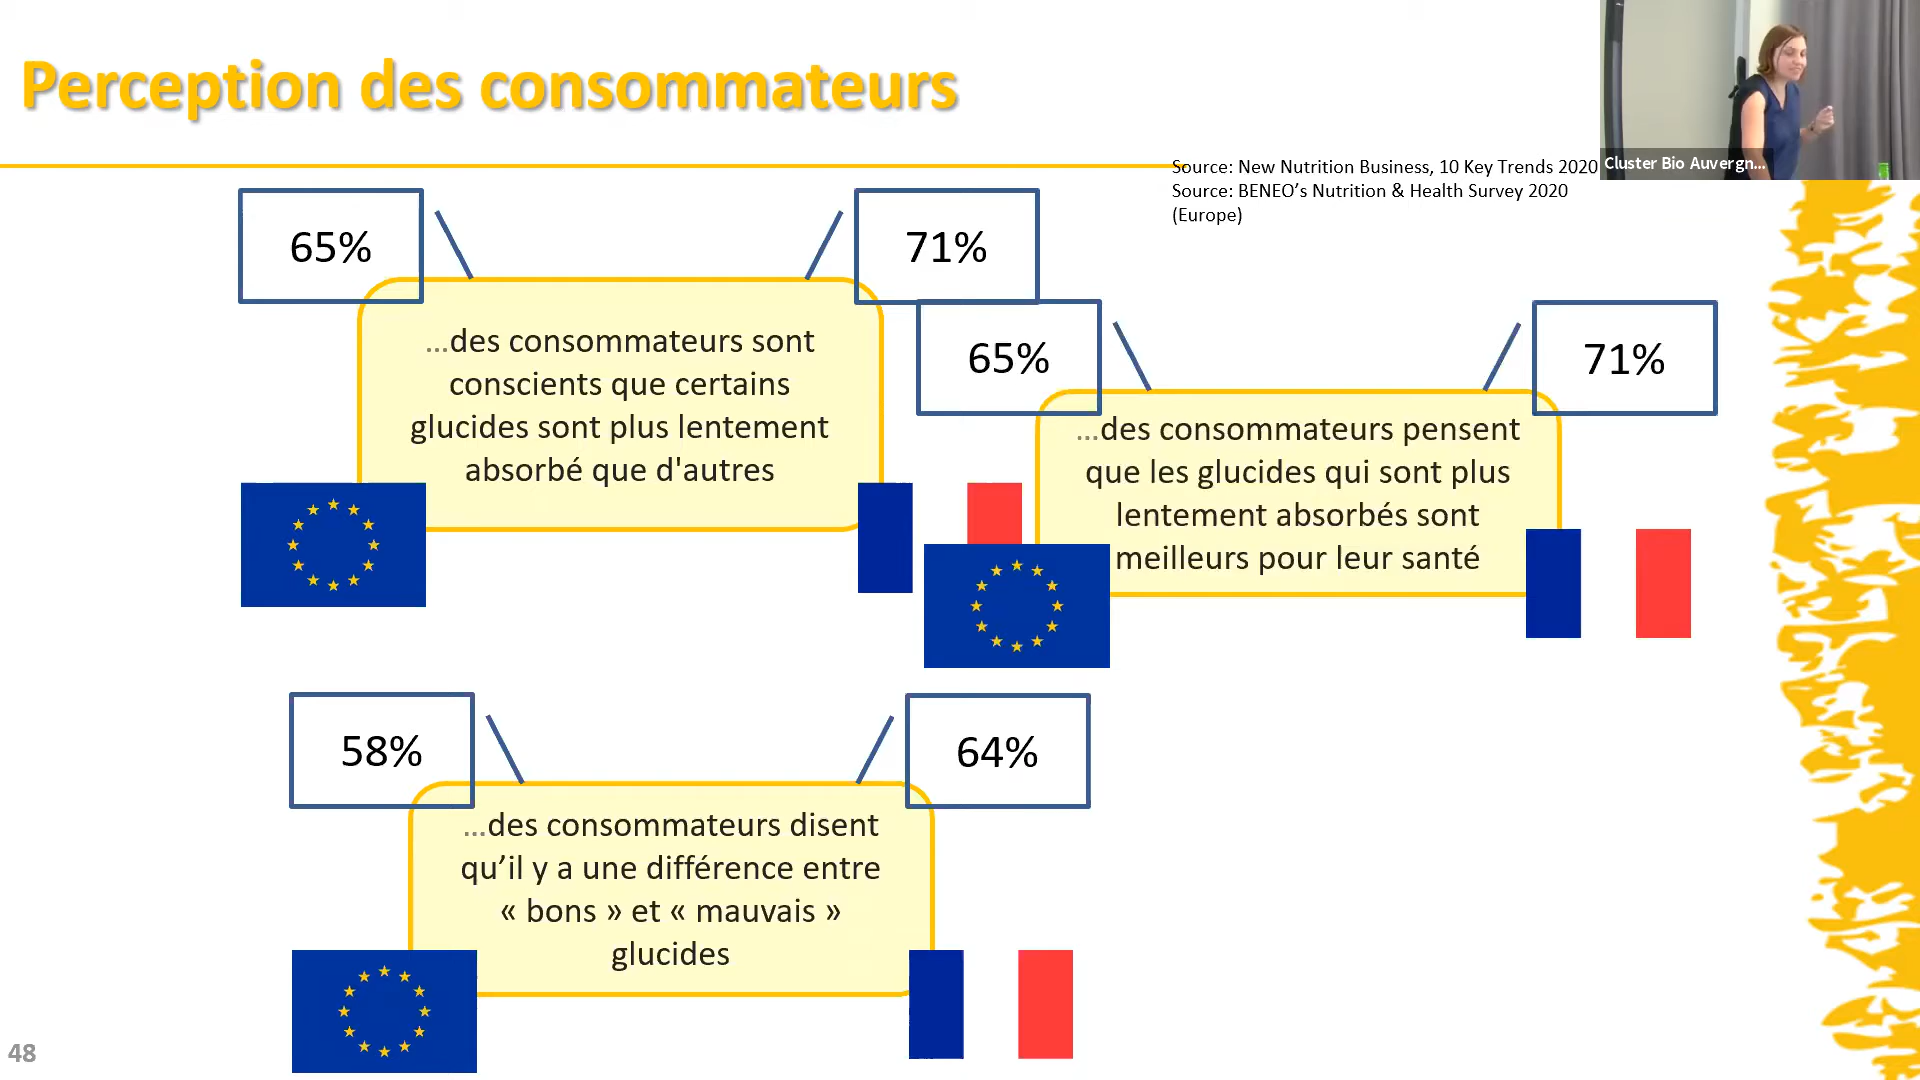 Perception des consommateurs
Cluster Bio Auvergn...
Source: New Nutrition Business, 10 Key Trends 2020
Source: BENEO’s Nutrition & Health Survey 2020
(Europe)
65%
71%
...des consommateurs sont
conscients que certains
glucides sont plus lentement
absorbé que d'autres
65%
71%
...des consommateurs pensent
que les glucides qui sont plus
lentement absorbés sont
meilleurs pour leur santé
58%
64%
...des consommateurs disent
qu’il y a une différence entre
« bons » et « mauvais »
glucides
48